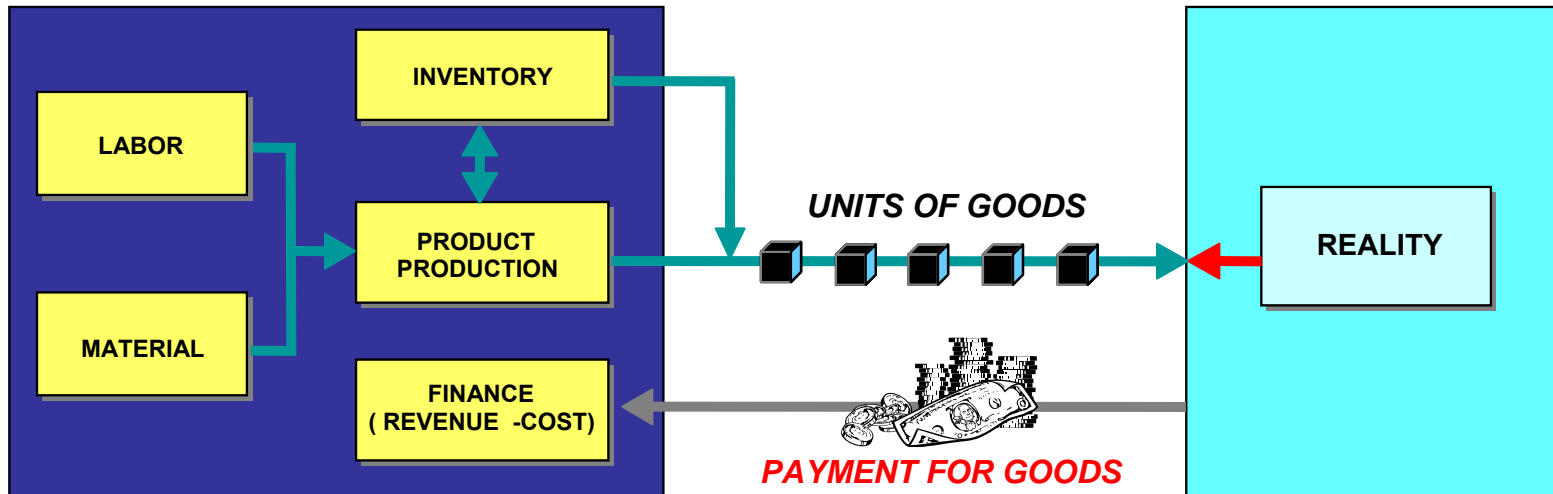 LABOR
MATERIAL
INVENTORY
PRODUCT
PRODUCTION
FINANCE
( REVENUE -COST)
UNITS OF GOODS
PAYMENT FOR GOODS
REALITY